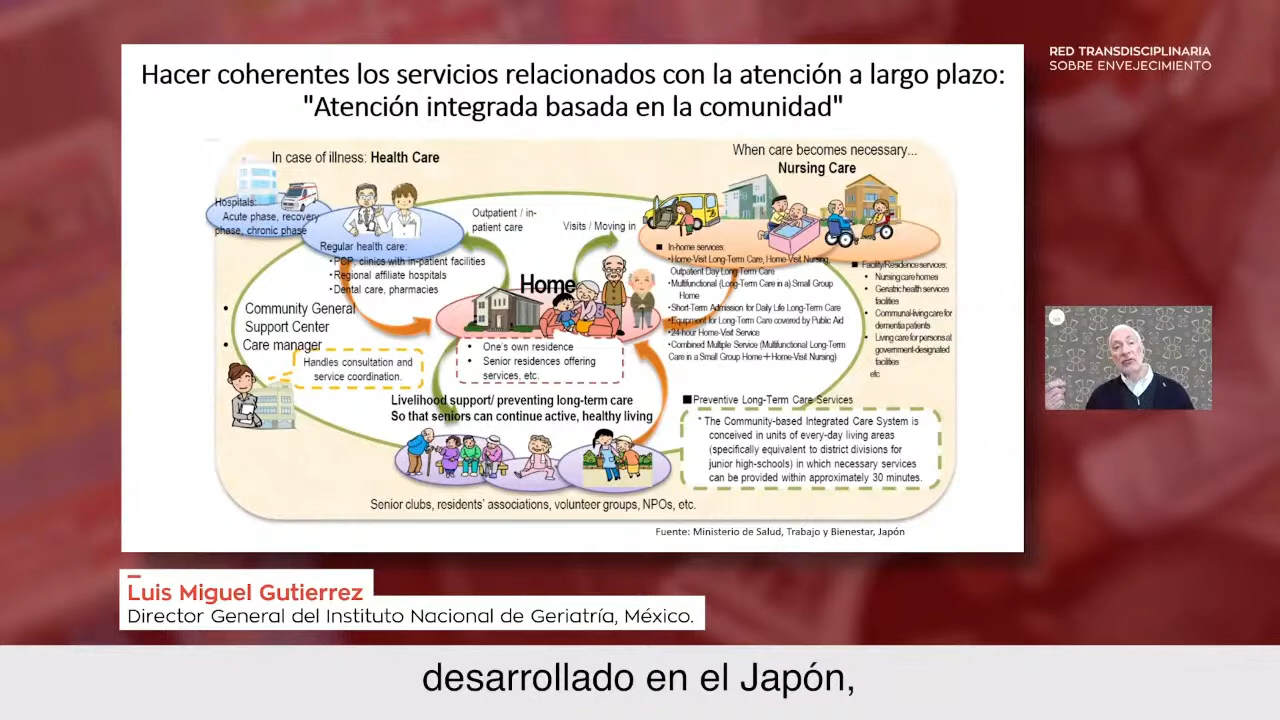 RED TRANSDISCIPLINARIA
SOBRE ENVEJECIMIENTO
Hacer coherentes los servicios relacionados con la atención a largo plazo:
"Atención integrada basada en la comunidad"
In case of illness: Health Care
When care becomes necessary...
Nursing Care
Hospitals:
Acute phase, recovery
phase, chronic phase
Outpatient / in-
patient care
Visits / Moving in
Regular health care:
•PCP, clinics with in-patient facilities
•Regional affiliate hospitals
•Dental care, pharmacies
Home
■ In-home services:
•Home-Visit Long-Term Care, Home-Visit Nursing,
Outpatient Day Long-Term Care
•Multifunctional (Long-Term Care in a) Small Group
Home
•Short-Term Admission for Daily Life Long-Term Care
•Equipment for Long-Term Care covered by Public Aid
•24-hour Home-Visit Service
•Combined Multiple Service (Multifunctional Long-Term
Care in a Small Group Home+Home-Visit Nursing)
■ Facility/Residence services:
• Nursing care homes
• Geriatric health services
facilities
• Communal-living care for
dementia patients
• Living care for persons at
government-designated
facilities
etc
• Community General
Support Center
• Care manager
Handles consultation and
service coordination.
• One's own residence
• Senior residences offering
services, etc.
Livelihood support/ preventing long-term care
So that seniors can continue active, healthy living
■Preventive Long-Term Care Services
* The Community-based Integrated Care System is
conceived in units of every-day living areas
(specifically equivalent to district divisions for
junior high-schools) in which necessary services
can be provided within approximately 30 minutes.
Senior clubs, residents' associations, volunteer groups, NPOs, etc.
Fuente: Ministerio de Salud, Trabajo y Bienestar, Japón
Luis Miguel Gutierrez
Director General del Instituto Nacional de Geriatría, México.
desarrollado en el Japón,